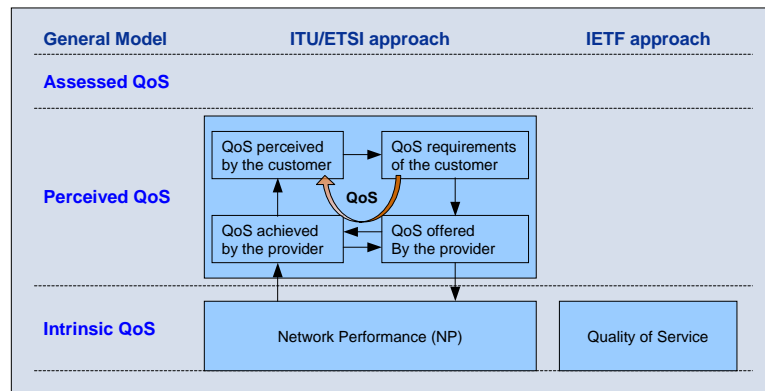 General Model
ITU/ETSI approach
IETF approach
Assessed QoS
Perceived QoS
QoS perceived
by the customer
QoS requirements
of the customer
QoS
QoS achieved
by the provider
QoS offered
By the provider
Intrinsic QoS
Network Performance (NP)
Quality of Service